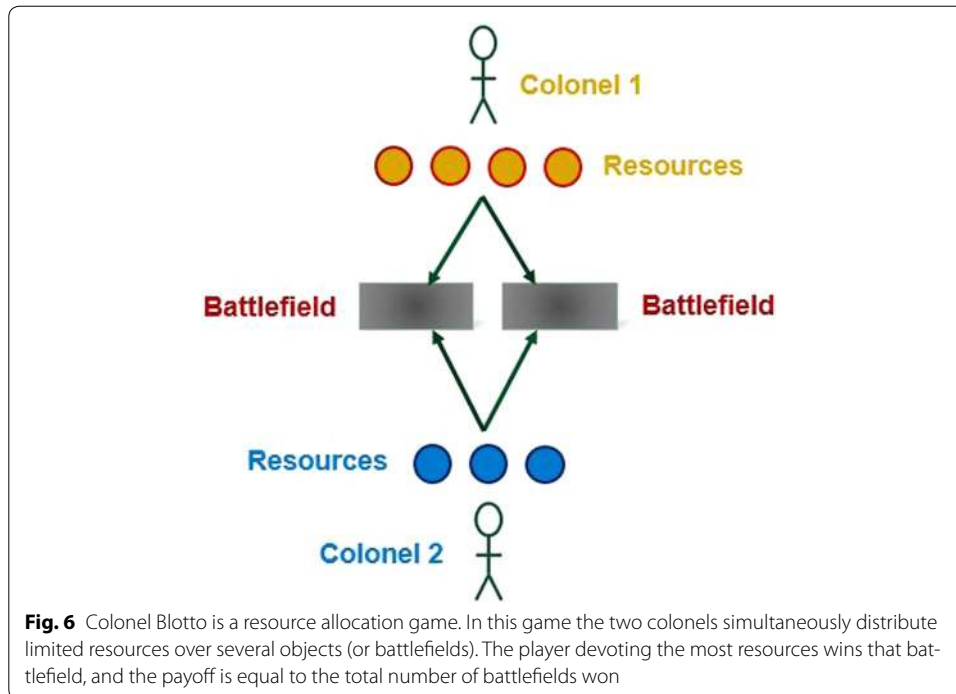 Colonel 1
Resources
Battlefield
Battlefield
Resources
Colonel 2
Fig. 6 Colonel Blotto is a resource allocation game. In this game the two colonels simultaneously distribute
limited resources over several objects (or battlefields). The player devoting the most resources wins that bat-
tlefield, and the payoff is equal to the total number of battlefields won